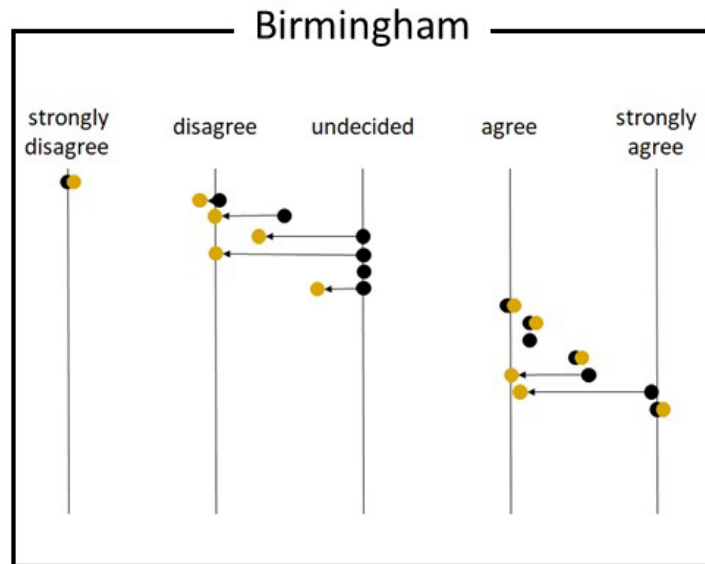 Birmingham
strongly
disagree
disagree
undecided
agree
strongly
agree